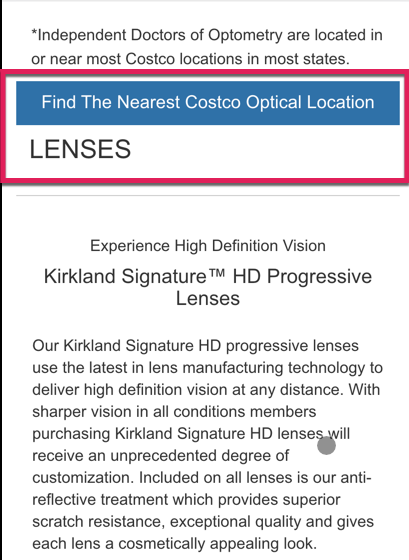 *Independent Doctors of Optometry are located in
or near most Costco locations in most states.
Find The Nearest Costco Optical Location
LENSES
Experience High Definition Vision
Kirkland Signature™ HD Progressive
Lenses
Our Kirkland Signature HD progressive lenses
use the latest in lens manufacturing technology to
deliver high definition vision at any distance. With
sharper vision in all conditions members
purchasing Kirkland Signature HD lenses will
receive an unprecedented degree of
customization. Included on all lenses is our anti-
reflective treatment which provides superior
scratch resistance, exceptional quality and gives
each lens a cosmetically appealing look.